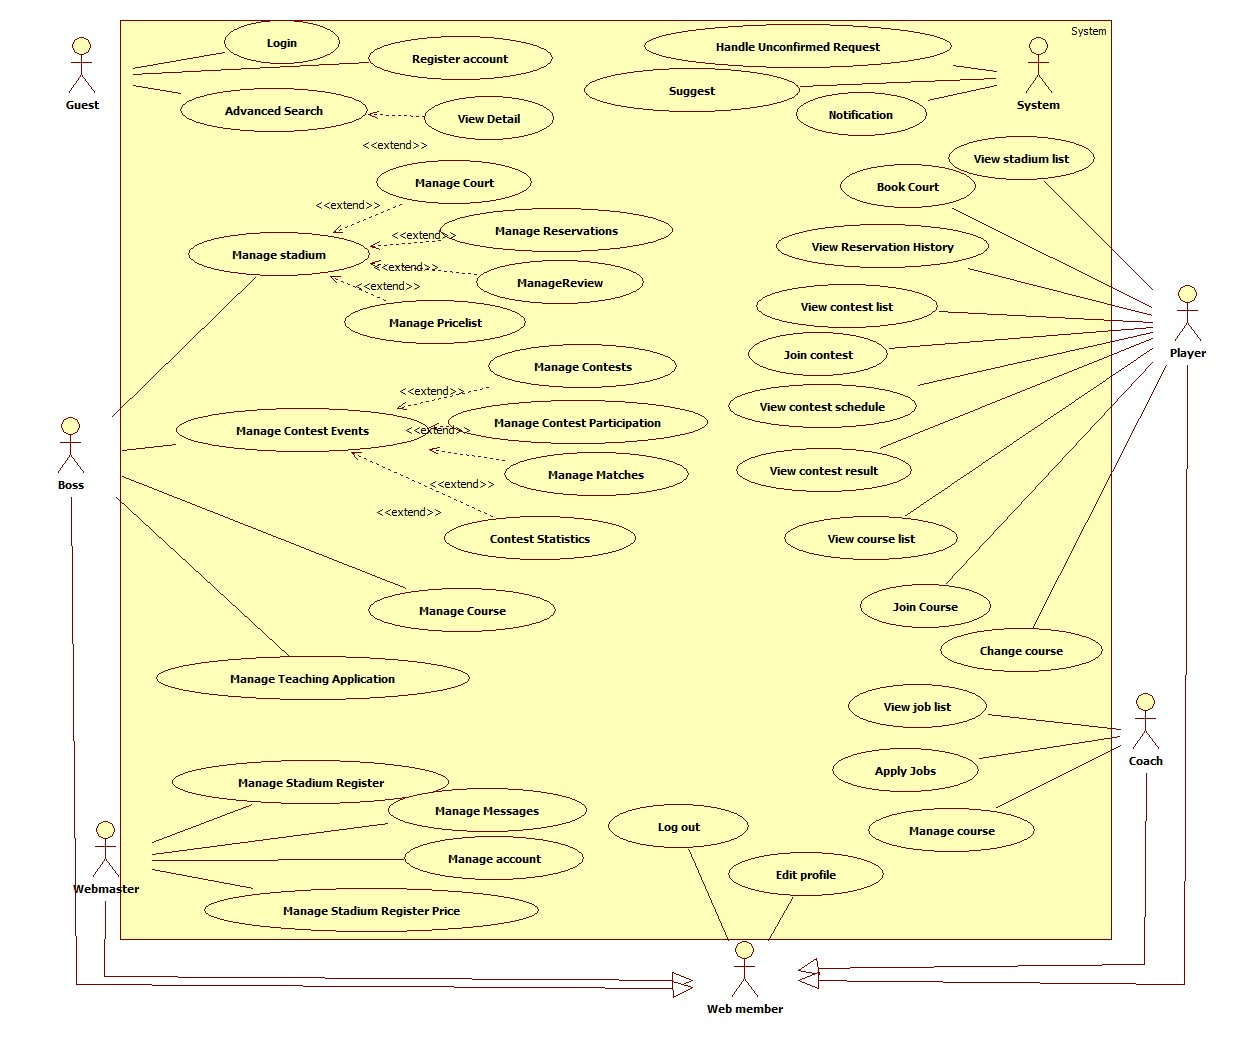 System
Login
Handle Unconfirmed Request
Register account
Suggest
Guest
System
Advanced Search
View Detail
Notification
<<extend>>
View stadium list
Manage Court
Book Court
<<extend>>
Manage Reservations
<<extend>>
View Reservation History
Manage stadium
<<extend>>
ManageReview
<<extend>>
View contest list
Manage Pricelist
Join contest
Player
Manage Contests
<<extend>>
View contest schedule
Manage Contest Participation
Manage Contest Events
<<extend>>
View contest result
Manage Matches
Boss
<<extend>>
<<extend>>
Contest Statistics
View course list
Manage Course
Join Course
Change course
Manage Teaching Application
View job list
Coach
Apply Jobs
Manage Stadium Register
Manage Messages
Log out
Manage course
Manage account
Edit profile
Webmaster
Manage Stadium Register Price
Web member